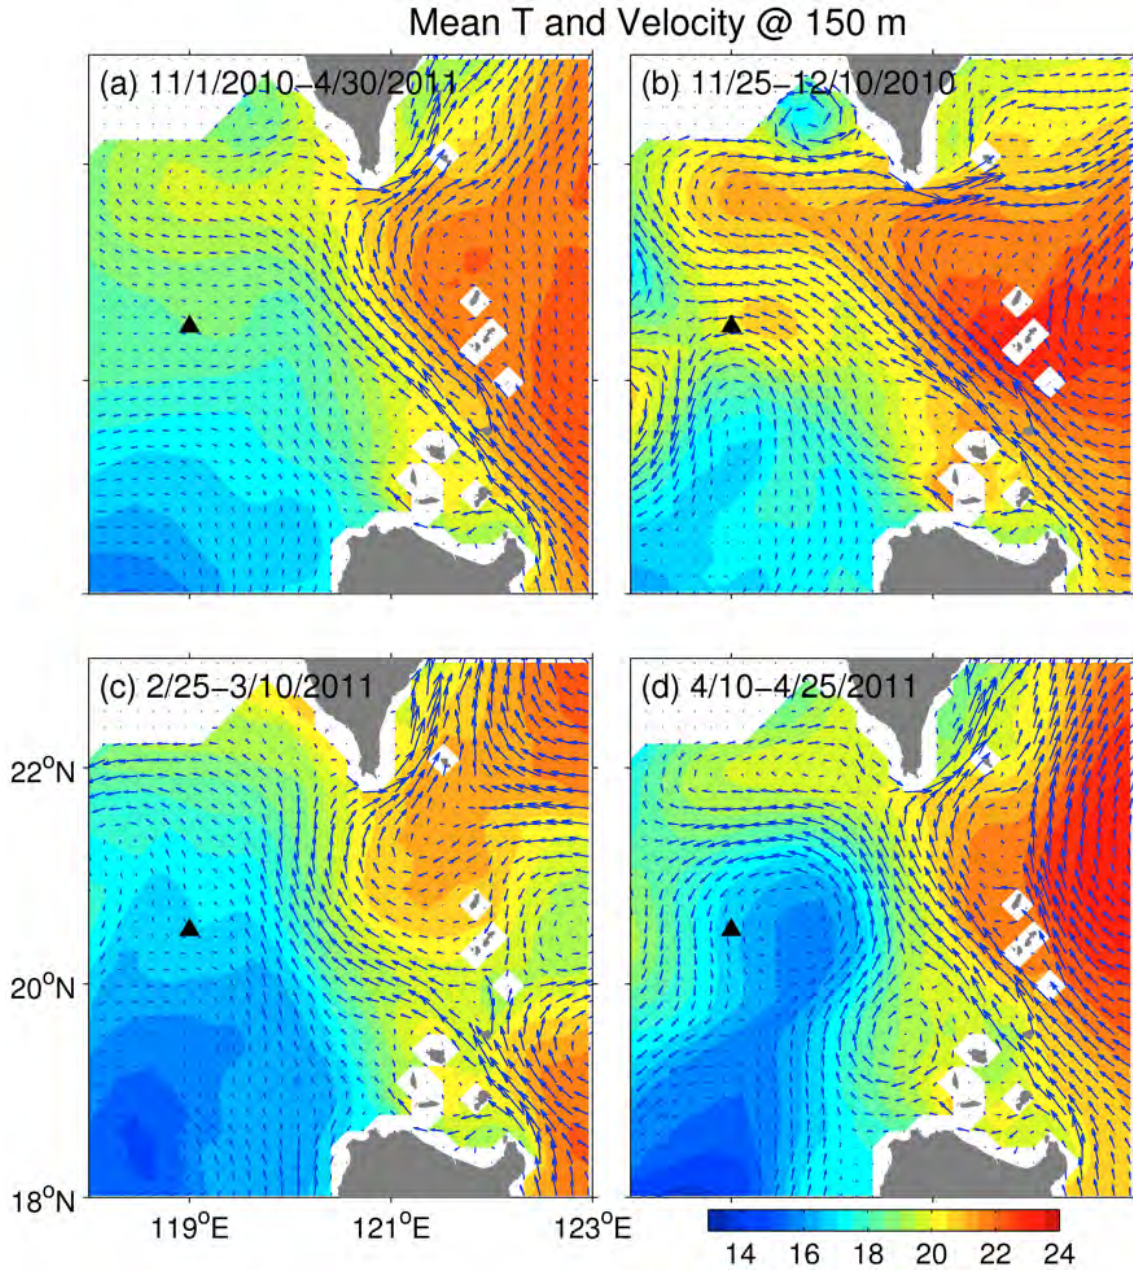 Mean T and Velocity @ 150 m
(a) 11/1/2010−4/30/2011
(b) 11/25−12/10/2010
(c) 2/25−3/10/2011
(d) 4/10−4/25/2011
22°N
20°N
18°N
119°E 121°E 123°E
14 16 18 20 22 24